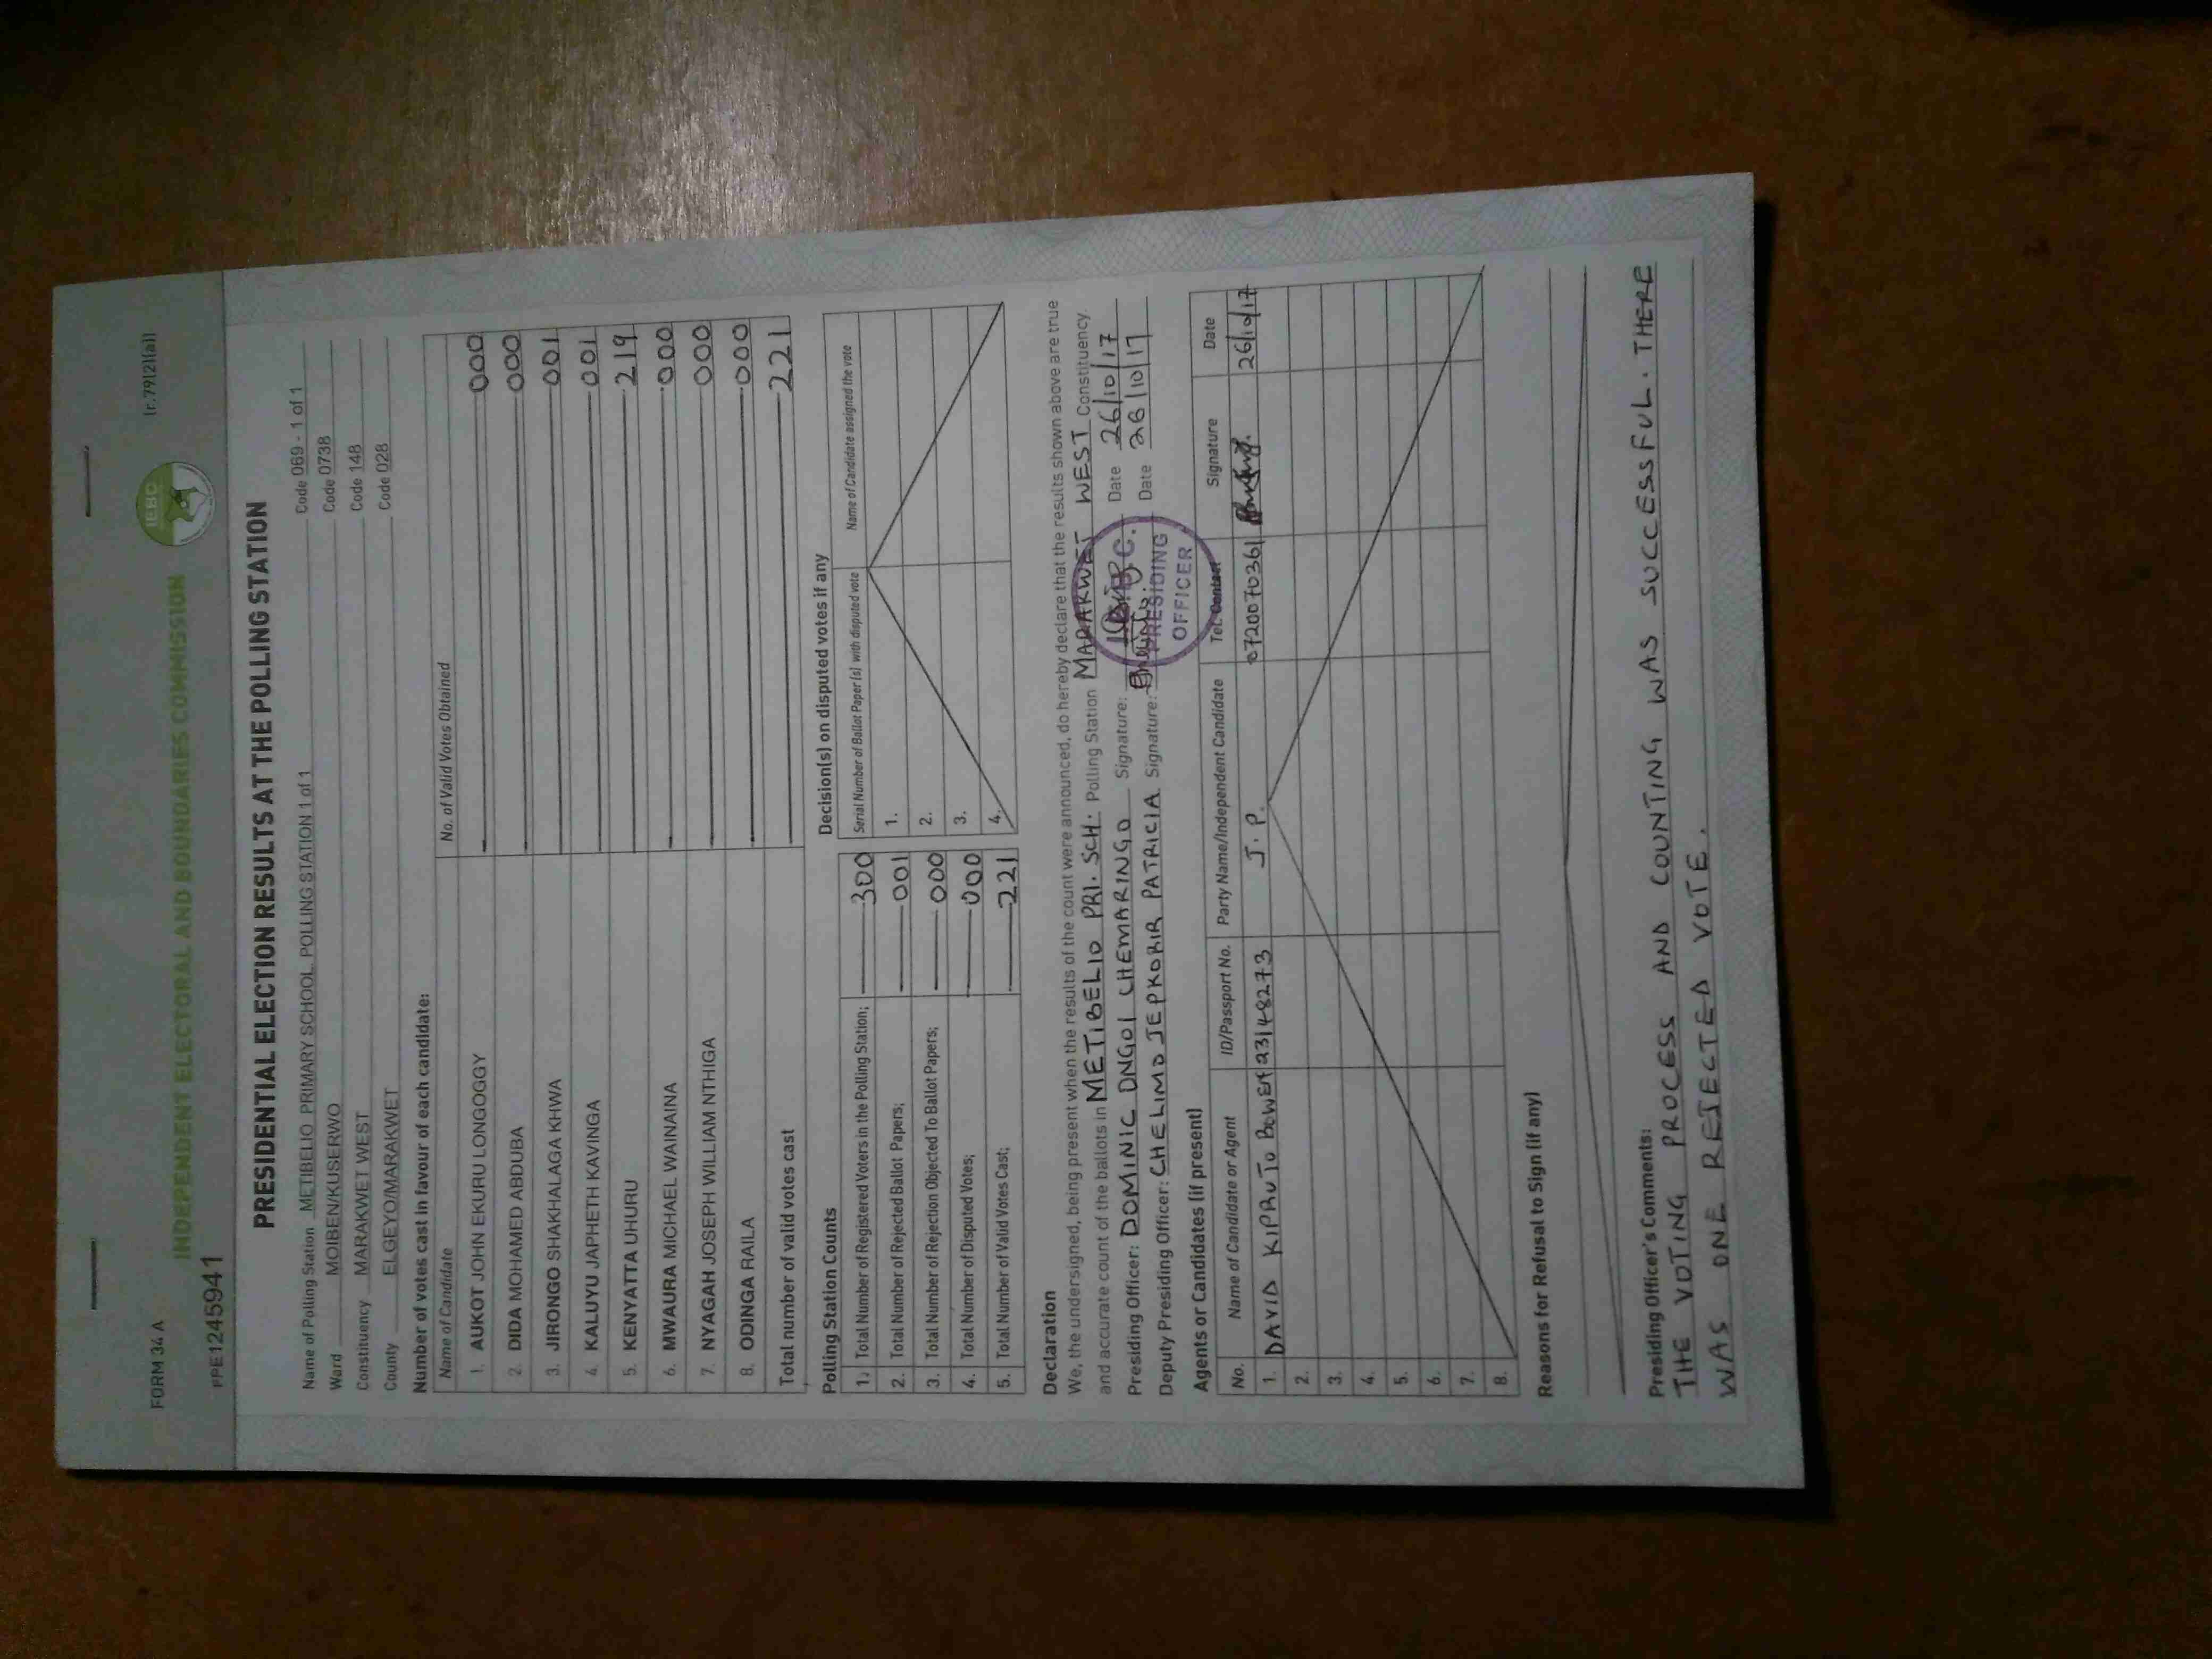 FORM 34 A
(r.79(2)(a))
INDEPENDENT ELECTORAL AND BOUNDARIES COMMISSION
IEBC
PPE1245941
PRESIDENTIAL ELECTION RESULTS AT THE POLLING STATION
Name of Polling Station METIBELIO PRIMARY SCHOOL, POLLING STATION 1 of 1 Code 069 - 1 of 1
Ward MOIBEN/KUSERWO Code 0738
Constituency MARAKWET WEST Code 148
County ELGEYO/MARAKWET Code 028
Number of votes cast in favour of each candidate:
Name of Candidate No. of Valid Votes Obtained
1. AUKOT JOHN EKURU LONGOGGY 000
2. DIDA MOHAMED ABDUBA 000
3. JIRONGO SHAKHALAGA KHWA 001
4. KALUYU JAPHETH KAVINGA 001
5. KENYATTA UHURU 219
6. MWAURA MICHAEL WAINAINA 000
7. NYAGAH JOSEPH WILLIAM NTHIGA 000
8. ODINGA RAILA 000
Total number of valid votes cast 221
Polling Station Counts
1. Total Number of Registered Voters in the Polling Station; 300
2. Total Number of Rejected Ballot Papers; 001
3. Total Number of Rejection Objected To Ballot Papers; 000
4. Total Number of Disputed Votes; 000
5. Total Number of Valid Votes Cast; 221
Decision(s) on disputed votes if any
Serial Number of Ballot Paper(s) with disputed vote Name of Candidate assigned the vote
1.
2.
3.
4.
Declaration
We, the undersigned, being present when the results of the count were announced, do hereby declare that the results shown above are true
and accurate count of the ballots in METIBELIO PRI. SCH: Polling Station MARAKWET WEST Constituency.
Presiding Officer: DOMINIC ONGOI CHEMARINGO Signature: Date 26/10/17
Deputy Presiding Officer: CHELIMO JEPKORIR PATRICIA Signature: Date 26/10/17
PRESIDING
OFFICER
Agents or Candidates (if present)
No. Name of Candidate or Agent ID/Passport No. Party Name/Independent Candidate Tel. Contact Signature Date
1. DAVID KIPRUTO BOWEN 23148273 J. P. 0720070361 26/10/17
2.
3.
4.
5.
6.
7.
8.
Reasons for Refusal to Sign (if any)
Presiding Officer's Comments:
THE VOTING PROCESS AND COUNTING WAS SUCCESSFUL. THERE
WAS ONE REJECTED VOTE.